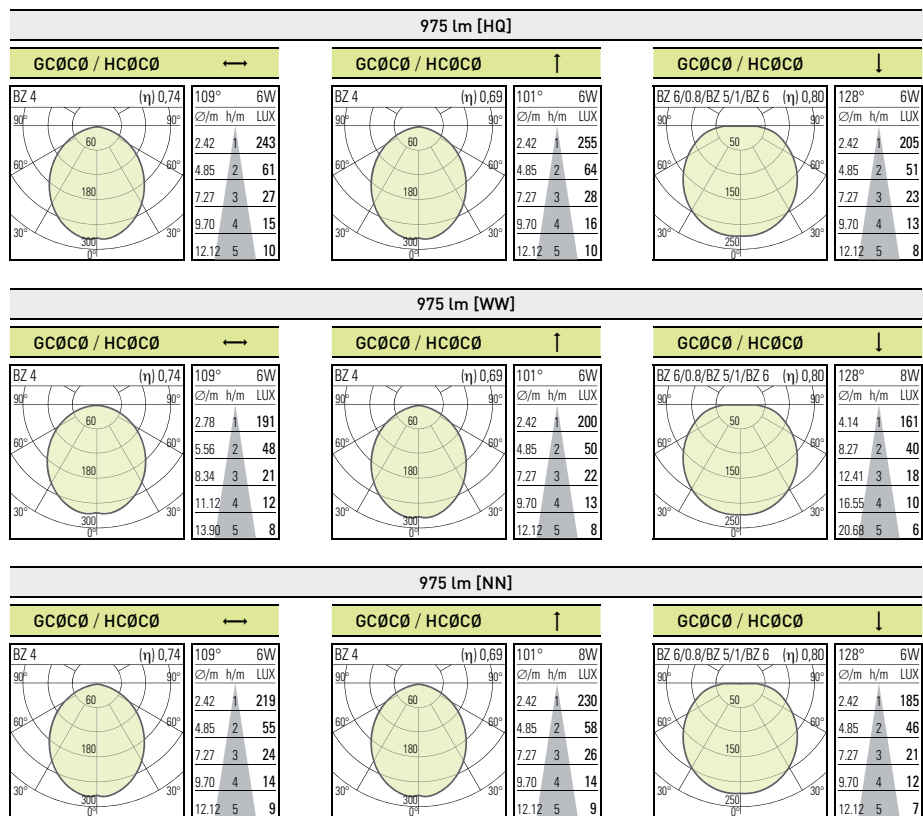 975 lm [HQ]
GCØCØ / HCØCØ ↔
BZ 4 (η) 0,74
90° 90°
60
60° 60°
180
30° 30°
300
0°
109° 6W
∅/m h/m LUX
2.42 1 243
4.85 2 61
7.27 3 27
9.70 4 15
12.12 5 10
GCØCØ / HCØCØ ↑
BZ 4 (η) 0,69
90° 90°
60
60° 60°
180
30° 30°
300
0°
101° 6W
∅/m h/m LUX
2.42 1 255
4.85 2 64
7.27 3 28
9.70 4 16
12.12 5 10
GCØCØ / HCØCØ ↓
BZ 6/0.8/BZ 5/1/BZ 6 (η) 0,80
90° 90°
50
60° 60°
150
30° 30°
250
0°
128° 6W
∅/m h/m LUX
2.42 1 205
4.85 2 51
7.27 3 23
9.70 4 13
12.12 5 8
975 lm [WW]
GCØCØ / HCØCØ ↔
BZ 4 (η) 0,74
90° 90°
60
60° 60°
180
30° 30°
300
0°
109° 6W
∅/m h/m LUX
2.78 1 191
5.56 2 48
8.34 3 21
11.12 4 12
13.90 5 8
GCØCØ / HCØCØ ↑
BZ 4 (η) 0,69
90° 90°
60
60° 60°
180
30° 30°
300
0°
101° 6W
∅/m h/m LUX
2.42 1 200
4.85 2 50
7.27 3 22
9.70 4 13
12.12 5 8
GCØCØ / HCØCØ ↓
BZ 6/0.8/BZ 5/1/BZ 6 (η) 0,80
90° 90°
50
60° 60°
150
30° 30°
250
0°
128° 8W
∅/m h/m LUX
4.14 1 161
8.27 2 40
12.41 3 18
16.55 4 10
20.68 5 6
975 lm [NN]
GCØCØ / HCØCØ ↔
BZ 4 (η) 0,74
90° 90°
60
60° 60°
180
30° 30°
300
0°
109° 6W
∅/m h/m LUX
2.42 1 219
4.85 2 55
7.27 3 24
9.70 4 14
12.12 5 9
GCØCØ / HCØCØ ↑
BZ 4 (η) 0,69
90° 90°
60
60° 60°
180
30° 30°
300
0°
101° 8W
∅/m h/m LUX
2.42 1 230
4.85 2 58
7.27 3 26
9.70 4 14
12.12 5 9
GCØCØ / HCØCØ ↓
BZ 6/0.8/BZ 5/1/BZ 6 (η) 0,80
90° 90°
50
60° 60°
150
30° 30°
250
0°
128° 6W
∅/m h/m LUX
2.42 1 185
4.85 2 46
7.27 3 21
9.70 4 12
12.12 5 7